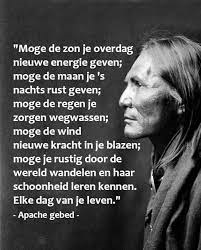 "Moge de zon je overdag
nieuwe energie geven;
moge de maan je 's
nachts rust geven;
moge de regen je
zorgen wegwassen;
moge de wind
nieuwe kracht in je blazen;
moge je rustig door de
wereld wandelen en haar
schoonheid leren kennen.
Elke dag van je leven."
- Apache gebed -